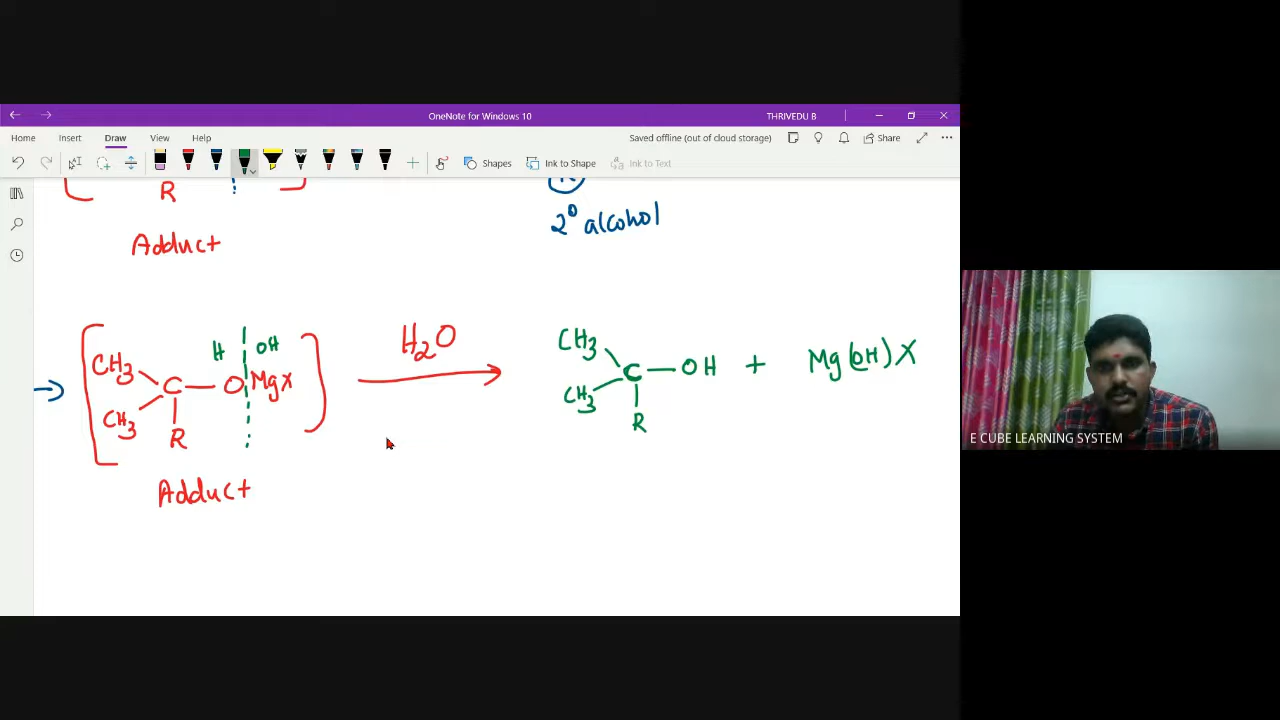 OneNote for Windows 10
THRIVEDU B
Home Insert Draw View Help
Saved offline (out of cloud storage)
Share
Shapes
Ink to Shape
Ink to Text
R
2° alcohol
Adduct
H OH
CH3
C — O MgX
CH3
R
Adduct
H2O
CH3
C — OH + Mg(OH)X
CH3
R
E CUBE LEARNING SYSTEM